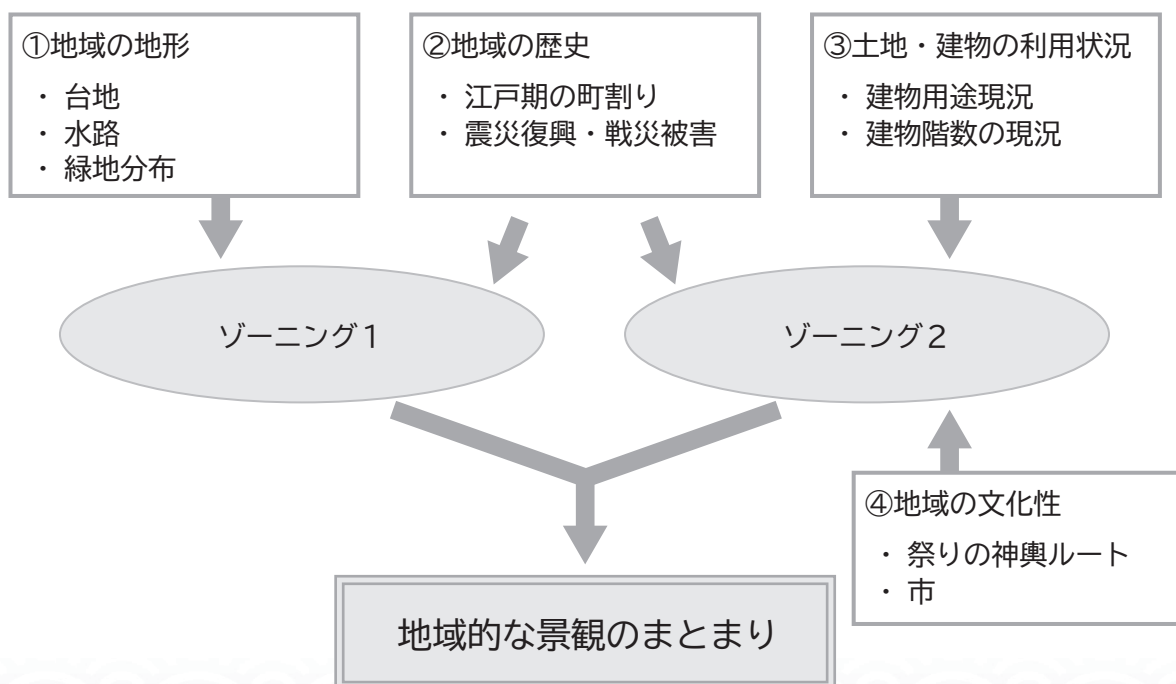 ①地域の地形
・ 台地
・ 水路
・ 緑地分布
②地域の歴史
・ 江戸期の町割り
・ 震災復興・戦災被害
③土地・建物の利用状況
・ 建物用途現況
・ 建物階数の現況
ゾーニング１
ゾーニング２
④地域の文化性
・ 祭りの神輿ルート
・ 市
地域的な景観のまとまり